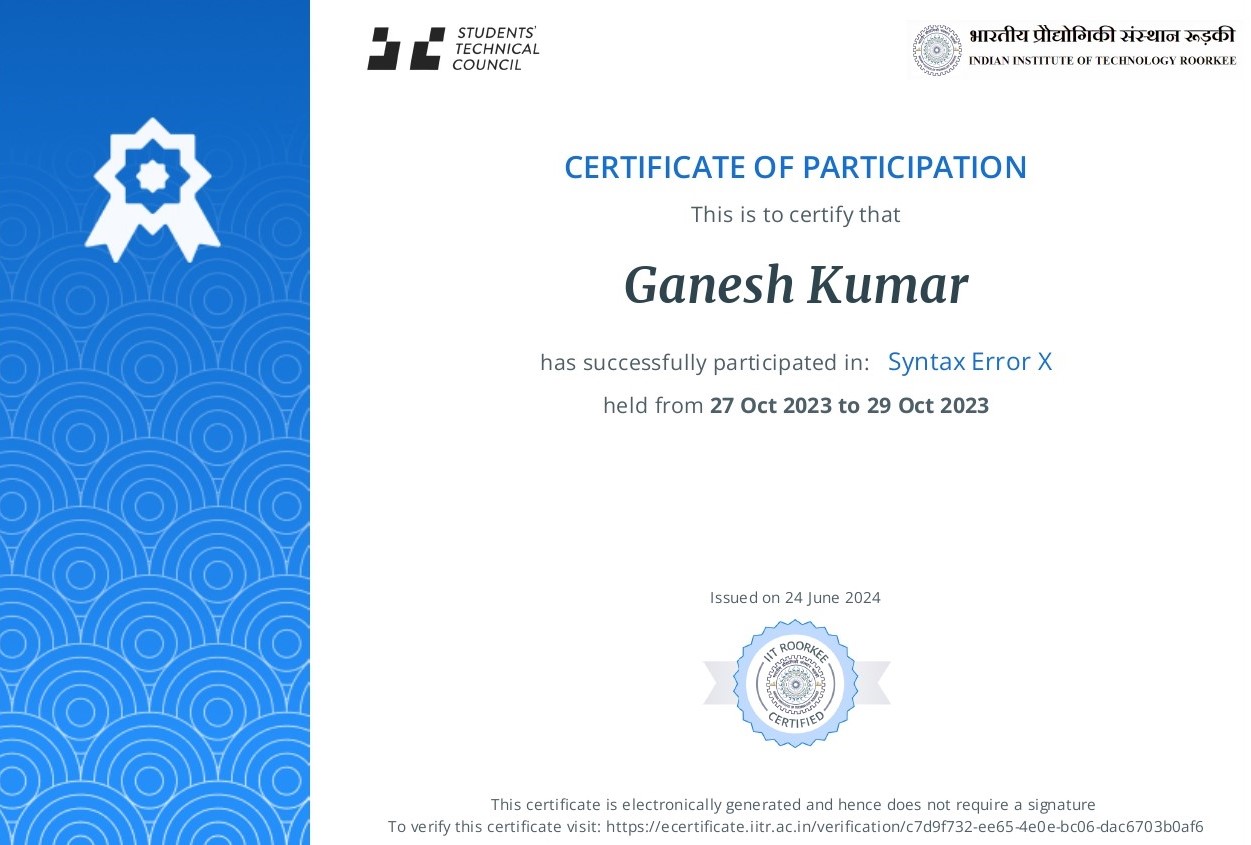 STUDENTS'
TECHNICAL
COUNCIL
भारतीय प्रौद्योगिकी संस्थान रूड़की
INDIAN INSTITUTE OF TECHNOLOGY ROORKEE
CERTIFICATE OF PARTICIPATION
This is to certify that
Ganesh Kumar
has successfully participated in: Syntax Error X
held from 27 Oct 2023 to 29 Oct 2023
Issued on 24 June 2024
IIT ROORKEE
CERTIFIED
This certificate is electronically generated and hence does not require a signature
To verify this certificate visit: https://ecertificate.iitr.ac.in/verification/c7d9f732-ee65-4e0e-bc06-dac6703b0af6